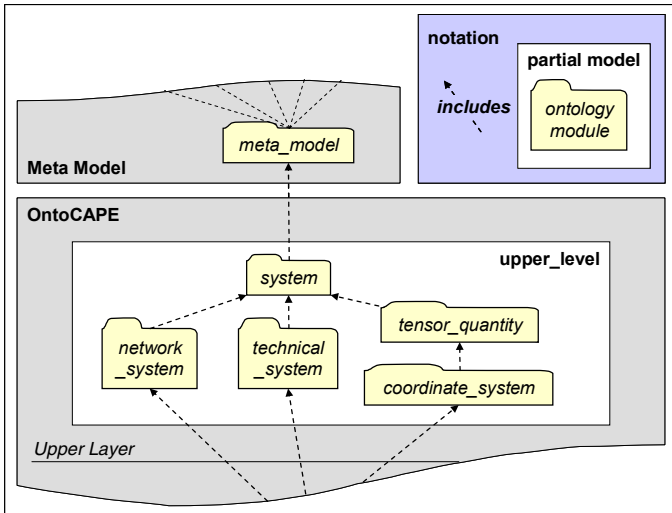 notation
partial model
includes
ontology
module
meta_model
Meta Model
OntoCAPE
upper_level
system
network
_system
technical
_system
tensor_quantity
coordinate_system
Upper Layer